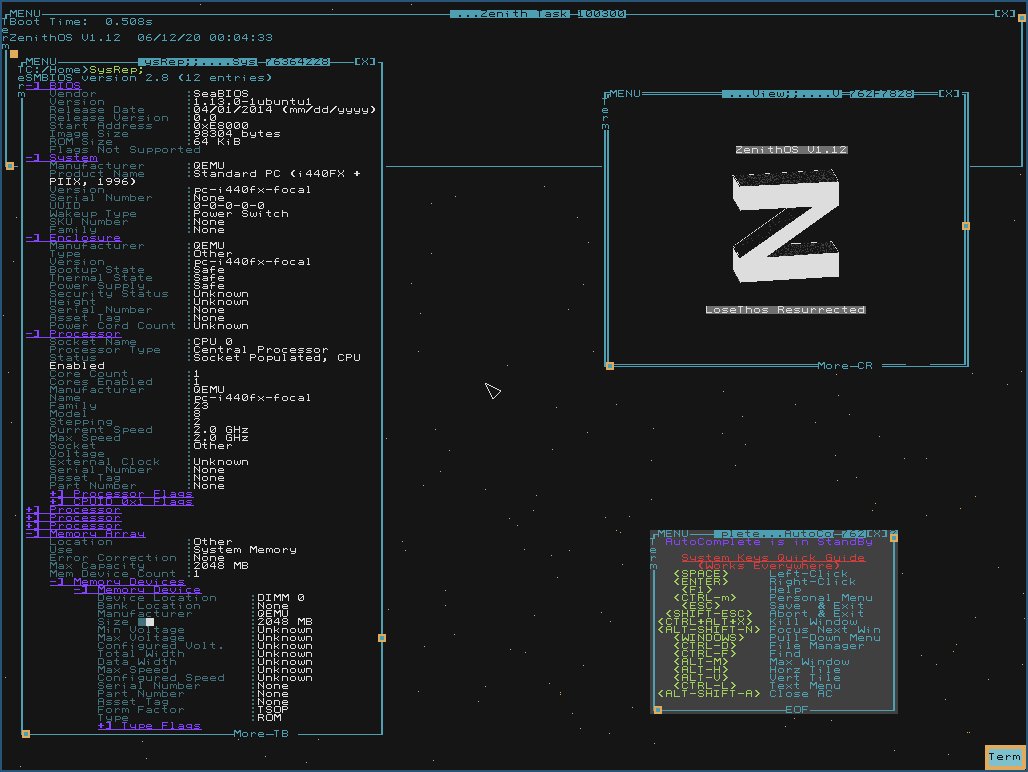 MENU ...Zenith Task 100300 [X]
Boot Time: 0.508s
ZenithOS V1.12 06/12/20 00:04:33
Term
MENU ysRep;;.....Sys 76364228 [X]
C:/Home>SysRep;
SMBIOS version 2.8 (12 entries)
-] BIOS
Vendor :SeaBIOS
Version :1.13.0-1ubuntu1
Release Date :04/01/2014 (mm/dd/yyyy)
Release Version :0.0
Start Address :0xE8000
Image Size :98304 bytes
ROM Size :64 KiB
Flags Not Supported
-] System
Manufacturer :QEMU
Product Name :Standard PC (i440FX +
PIIX, 1996)
Version :pc-i440fx-focal
Serial Number :None
UUID :0-0-0-0-0
Wakeup Type :Power Switch
SKU Number :None
Family :None
-] Enclosure
Manufacturer :QEMU
Type :Other
Version :pc-i440fx-focal
Bootup State :Safe
Thermal State :Safe
Power Supply :Safe
Security Status :Unknown
Height :Unknown
Serial Number :None
Asset Tag :None
Power Cord Count :Unknown
-] Processor
Socket Name :CPU 0
Processor Type :Central Processor
Status :Socket Populated, CPU
Enabled
Core Count :1
Cores Enabled :1
Manufacturer :QEMU
Name :pc-i440fx-focal
Family :23
Model :8
Stepping :2
Current Speed :2.0 GHz
Max Speed :2.0 GHz
Socket :Other
Voltage :
External Clock :Unknown
Serial Number :None
Asset Tag :None
Part Number :None
+] Processor Flags
+] CPUID 0x1 Flags
+] Processor
+] Processor
+] Processor
-] Memory Array
Location :Other
Use :System Memory
Error Correction :None
Max Capacity :2048 MB
Mem Device Count :1
-] Memory Devices
-] Memory Device
Device Location :DIMM 0
Bank Location :None
Manufacturer :QEMU
Size :2048 MB
Min Voltage :Unknown
Max Voltage :Unknown
Configured Volt. :Unknown
Total Width :Unknown
Data Width :Unknown
Max Speed :Unknown
Configured Speed :Unknown
Serial Number :None
Part Number :None
Asset Tag :None
Form Factor :TSOP
Type :ROM
+] Type Flags
More-TB
Term
MENU ...View;;....V 762F7828 [X]
Term
ZenithOS V1.12
Z
LoseThos Resurrected
More-CR
MENU plete...AutoCo 762 [X]
Term
AutoComplete is in StandBy
System Keys Quick Guide
(Works Everywhere)
<SPACE> Left-Click
<ENTER> Right-Click
<F1> Help
<CTRL-m> Personal Menu
<ESC> Save & Exit
<SHIFT-ESC> Abort & Exit
<CTRL+ALT+X> Kill Window
<ALT-SHIFT-N> Focus Next Win
<WINDOWS> Pull-Down Menu
<CTRL-D> File Manager
<CTRL-F> Find
<ALT-M> Max Window
<ALT-H> Horz Tile
<ALT-V> Vert Tile
<CTRL-L> Text Menu
<ALT-SHIFT-A> Close AC
EOF
Term